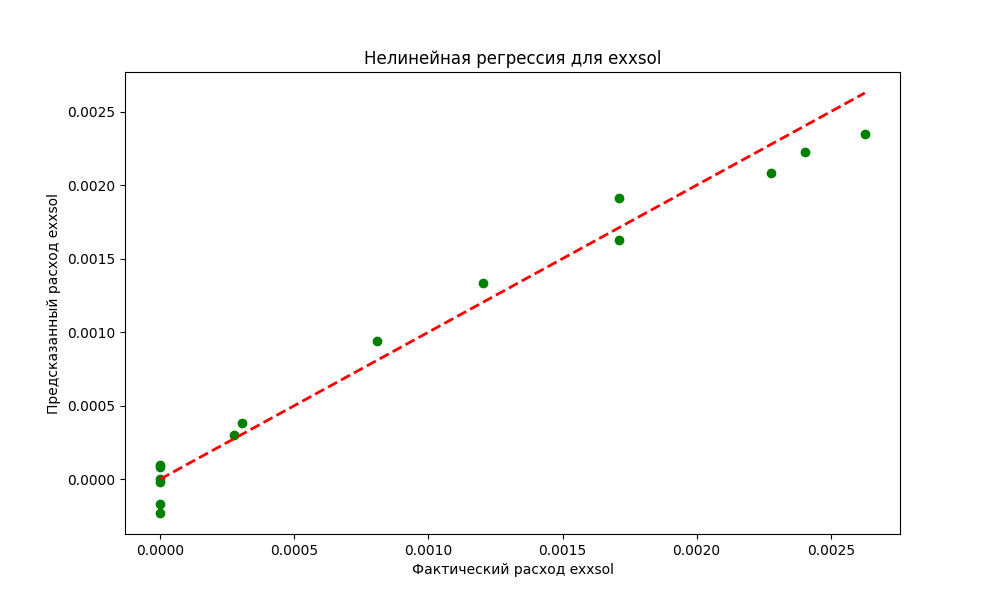 Нелинейная регрессия для exxsol
Предсказанный расход exxsol
0.0025
0.0020
0.0015
0.0010
0.0005
0.0000
0.0000 0.0005 0.0010 0.0015 0.0020 0.0025
Фактический расход exxsol